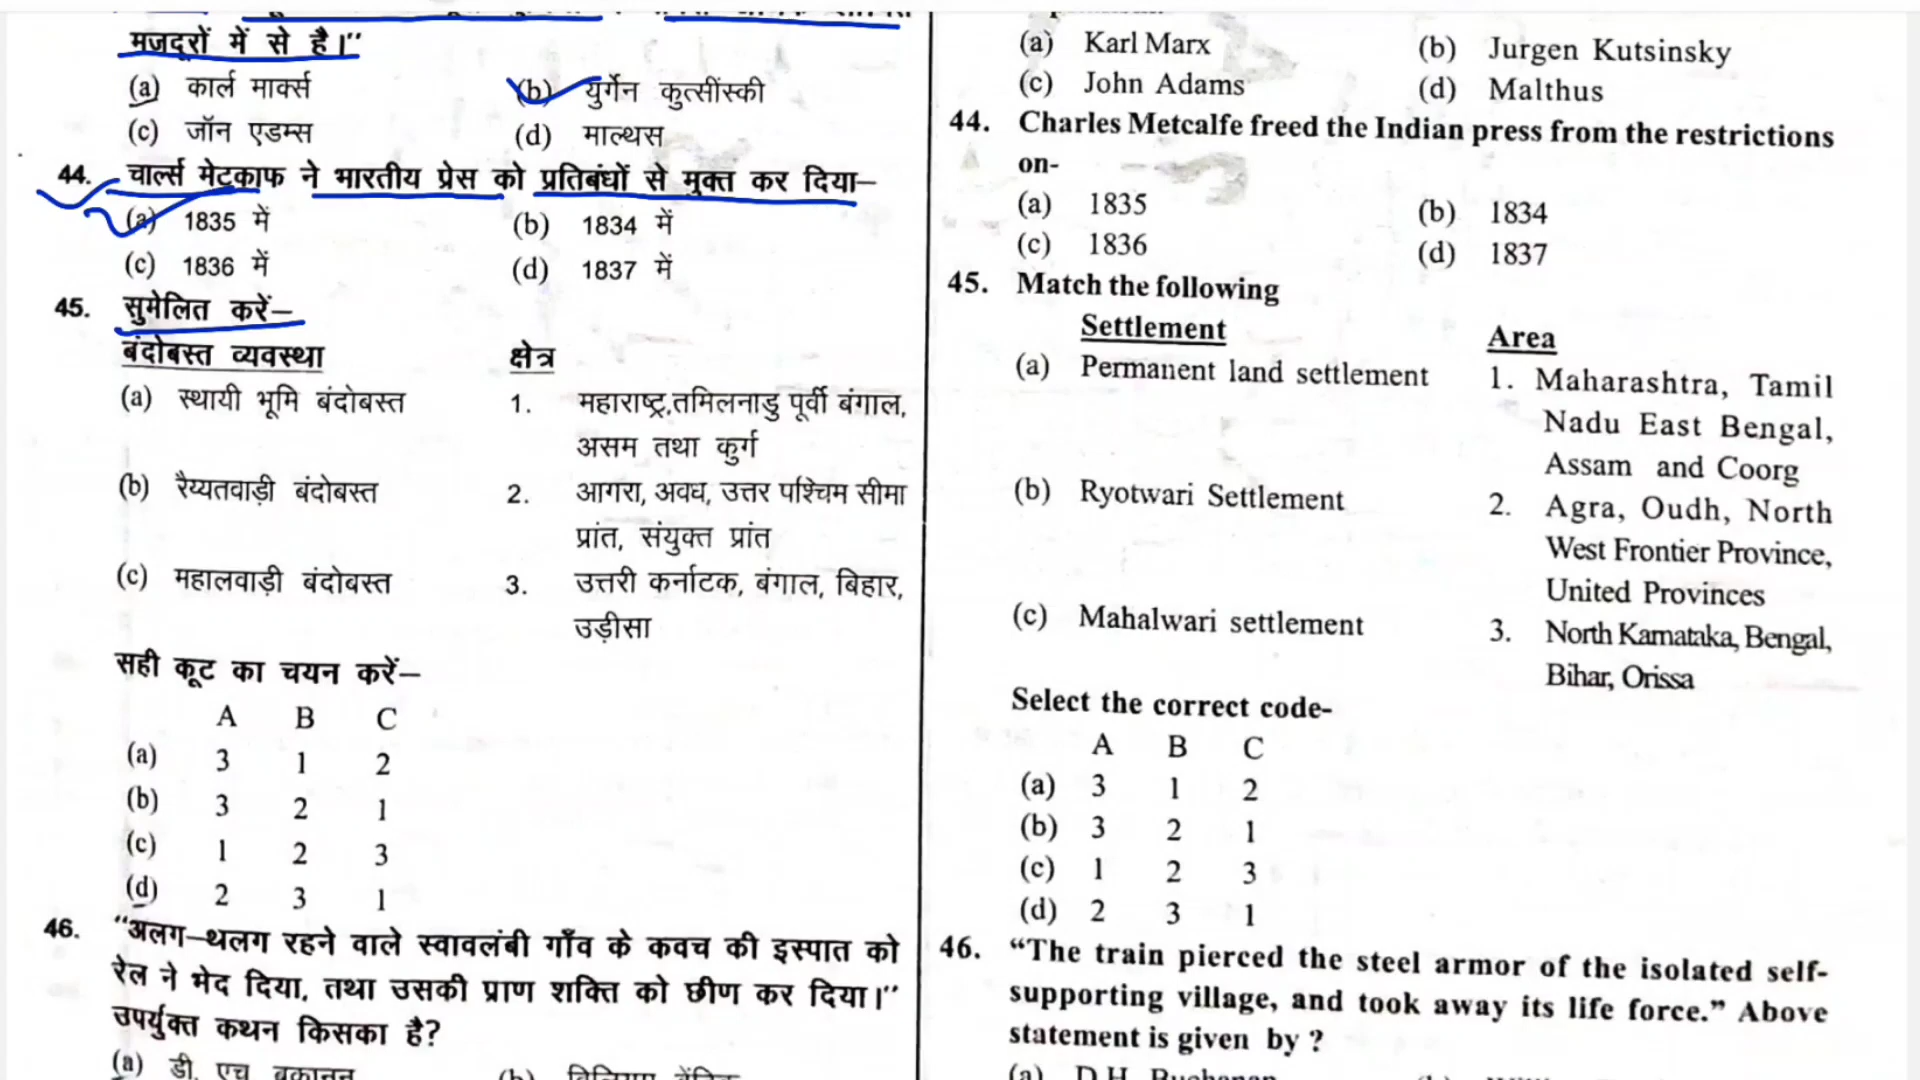 मजदूरों में से है।"
(a) कार्ल मार्क्स (b) युर्गेन कुत्सींस्की
(c) जॉन एडम्स (d) माल्थस
44. चार्ल्स मेटकाफ ने भारतीय प्रेस को प्रतिबंधों से मुक्त कर दिया–
(a) 1835 में (b) 1834 में
(c) 1836 में (d) 1837 में
45. सुमेलित करें–
बंदोबस्त व्यवस्था क्षेत्र
(a) स्थायी भूमि बंदोबस्त 1. महाराष्ट्र,तमिलनाडु पूर्वी बंगाल,
असम तथा कुर्ग
(b) रैय्यतवाड़ी बंदोबस्त 2. आगरा, अवध, उत्तर पश्चिम सीमा
प्रांत, संयुक्त प्रांत
(c) महालवाड़ी बंदोबस्त 3. उत्तरी कर्नाटक, बंगाल, बिहार,
उड़ीसा
सही कूट का चयन करें–
A B C
(a) 3 1 2
(b) 3 2 1
(c) 1 2 3
(d) 2 3 1
46. "अलग–थलग रहने वाले स्वावलंबी गाँव के कवच की इस्पात को
रेल ने भेद दिया, तथा उसकी प्राण शक्ति को छीण कर दिया।"
उपर्युक्त कथन किसका है?
(a) डी. एच बुकानन
(a) Karl Marx (b) Jurgen Kutsinsky
(c) John Adams (d) Malthus
44. Charles Metcalfe freed the Indian press from the restrictions
on-
(a) 1835 (b) 1834
(c) 1836 (d) 1837
45. Match the following
Settlement Area
(a) Permanent land settlement 1. Maharashtra, Tamil
Nadu East Bengal,
Assam and Coorg
(b) Ryotwari Settlement 2. Agra, Oudh, North
West Frontier Province,
United Provinces
(c) Mahalwari settlement 3. North Karnataka, Bengal,
Bihar, Orissa
Select the correct code-
A B C
(a) 3 1 2
(b) 3 2 1
(c) 1 2 3
(d) 2 3 1
46. "The train pierced the steel armor of the isolated self-
supporting village, and took away its life force." Above
statement is given by ?
(a) D.H. Buchanan